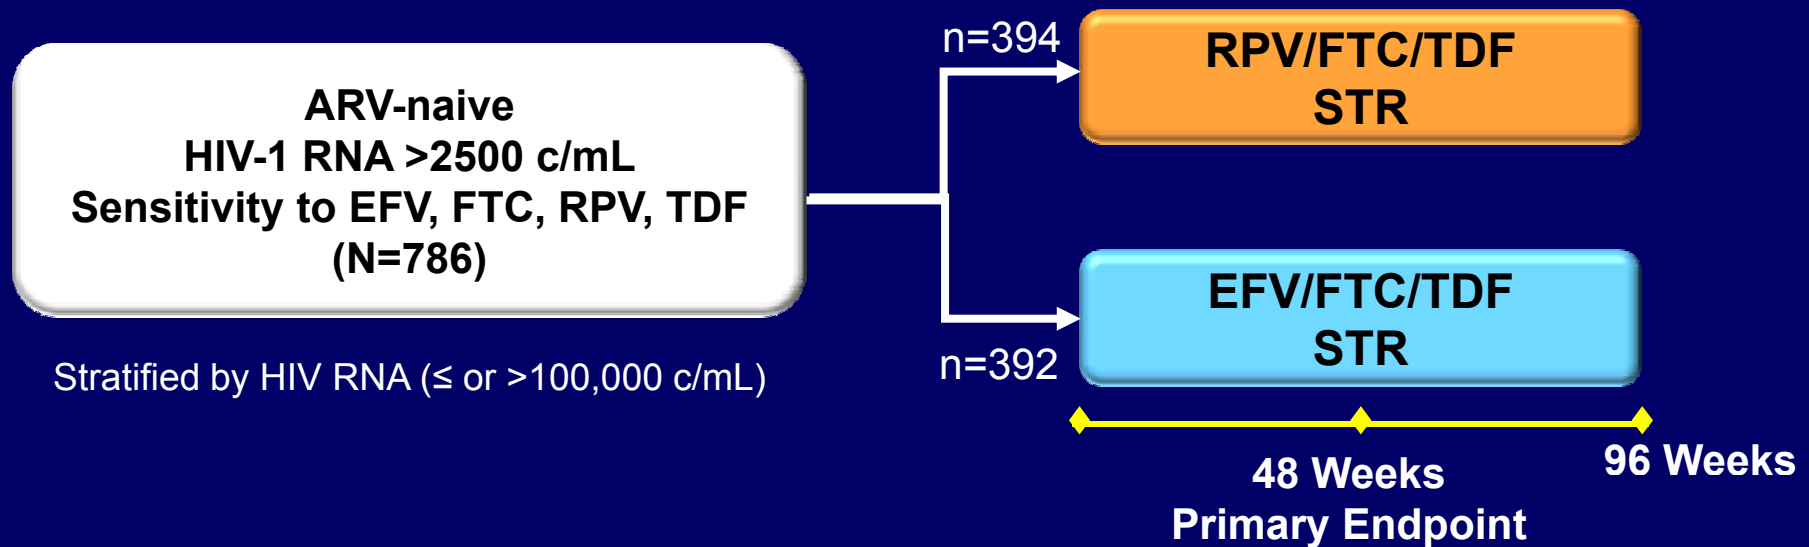 ARV-naive
HIV-1 RNA >2500 c/mL
Sensitivity to EFV, FTC, RPV, TDF
(N=786)
Stratified by HIV RNA (≤ or >100,000 c/mL)
n=394
RPV/FTC/TDF
STR
n=392
EFV/FTC/TDF
STR
48 Weeks
Primary Endpoint
96 Weeks